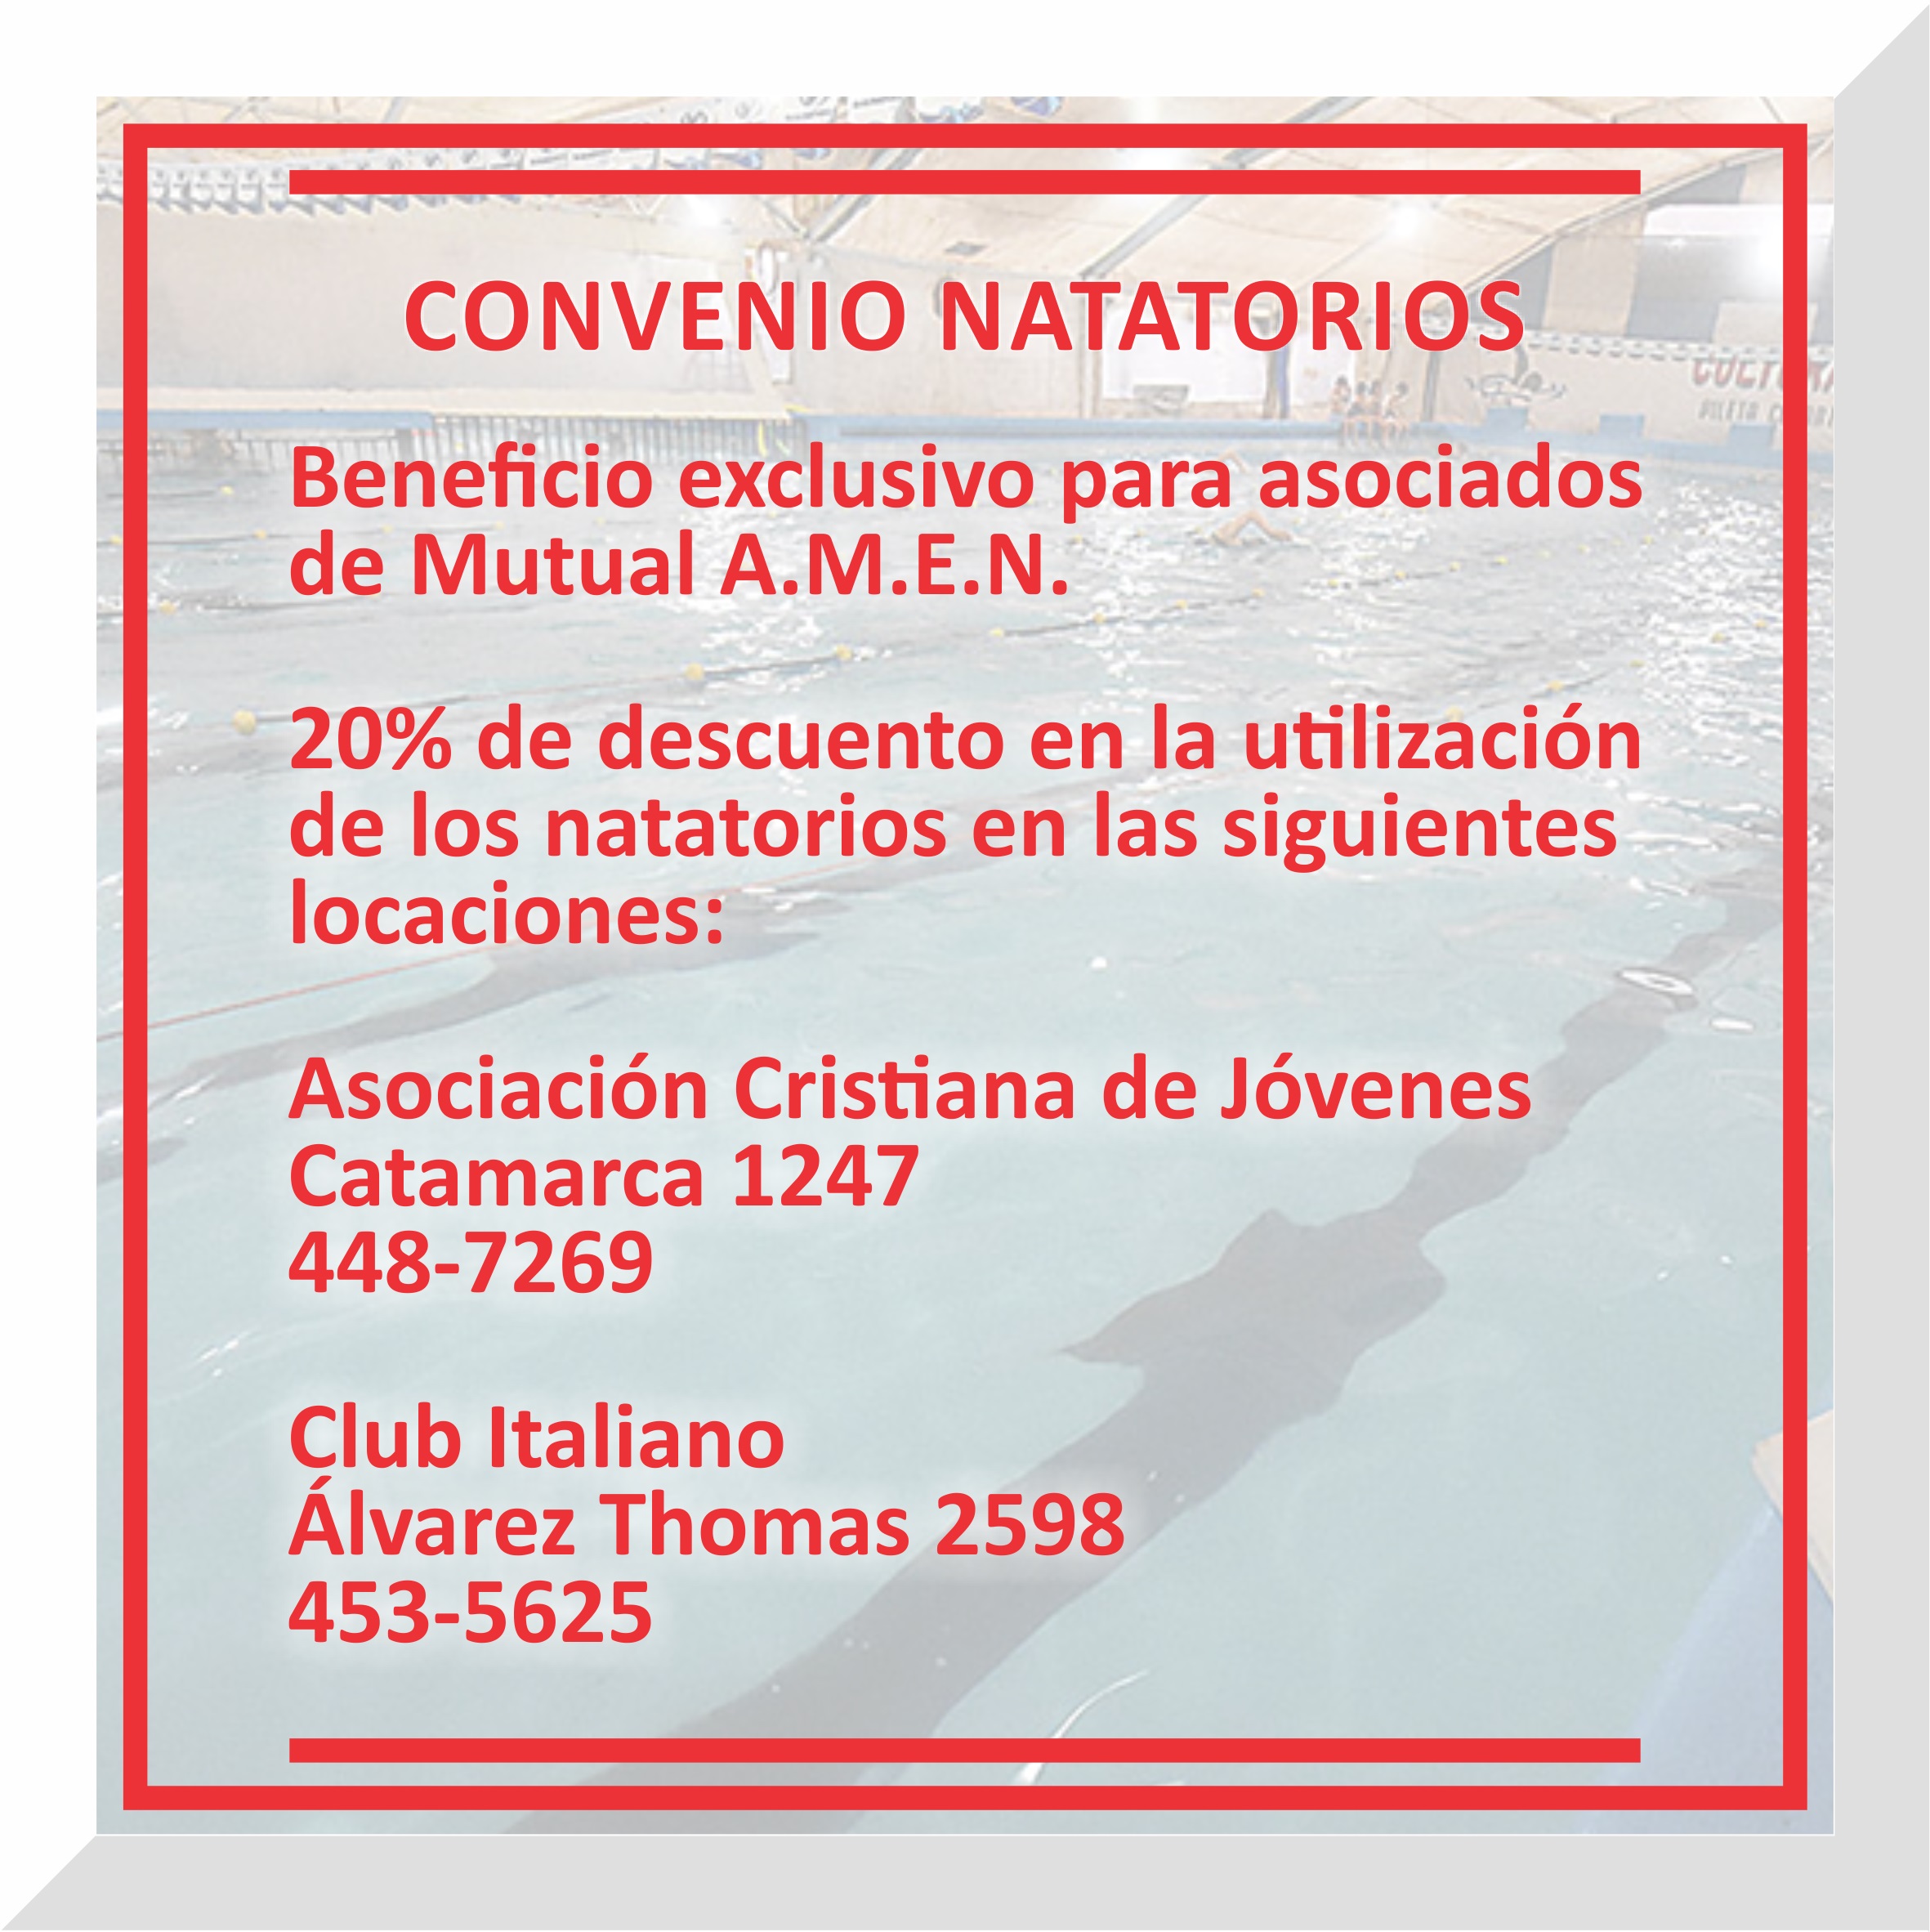 CONVENIO NATATORIOS
Beneficio exclusivo para asociados
de Mutual A.M.E.N.
20% de descuento en la utilización
de los natatorios en las siguientes
locaciones:
Asociación Cristiana de Jóvenes
Catamarca 1247
448-7269
Club Italiano
Álvarez Thomas 2598
453-5625